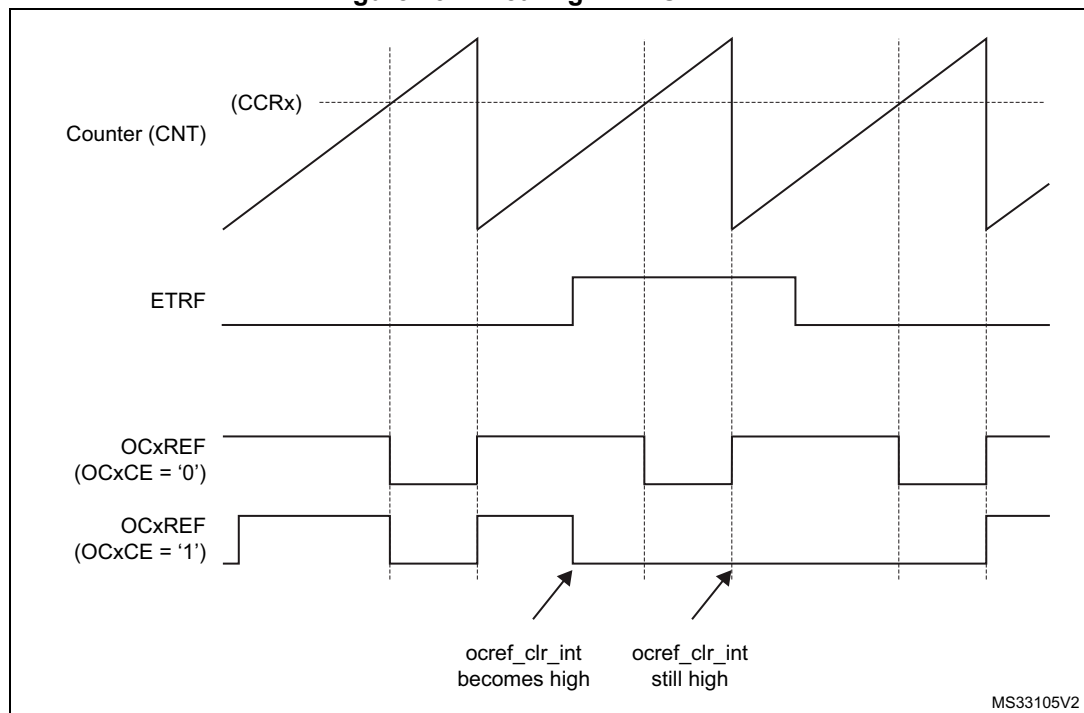 (CCRx)
Counter (CNT)
ETRF
OCxREF
(OCxCE = ‘0’)
OCxREF
(OCxCE = ‘1’)
ocref_clr_int
becomes high
ocref_clr_int
still high
MS33105V2